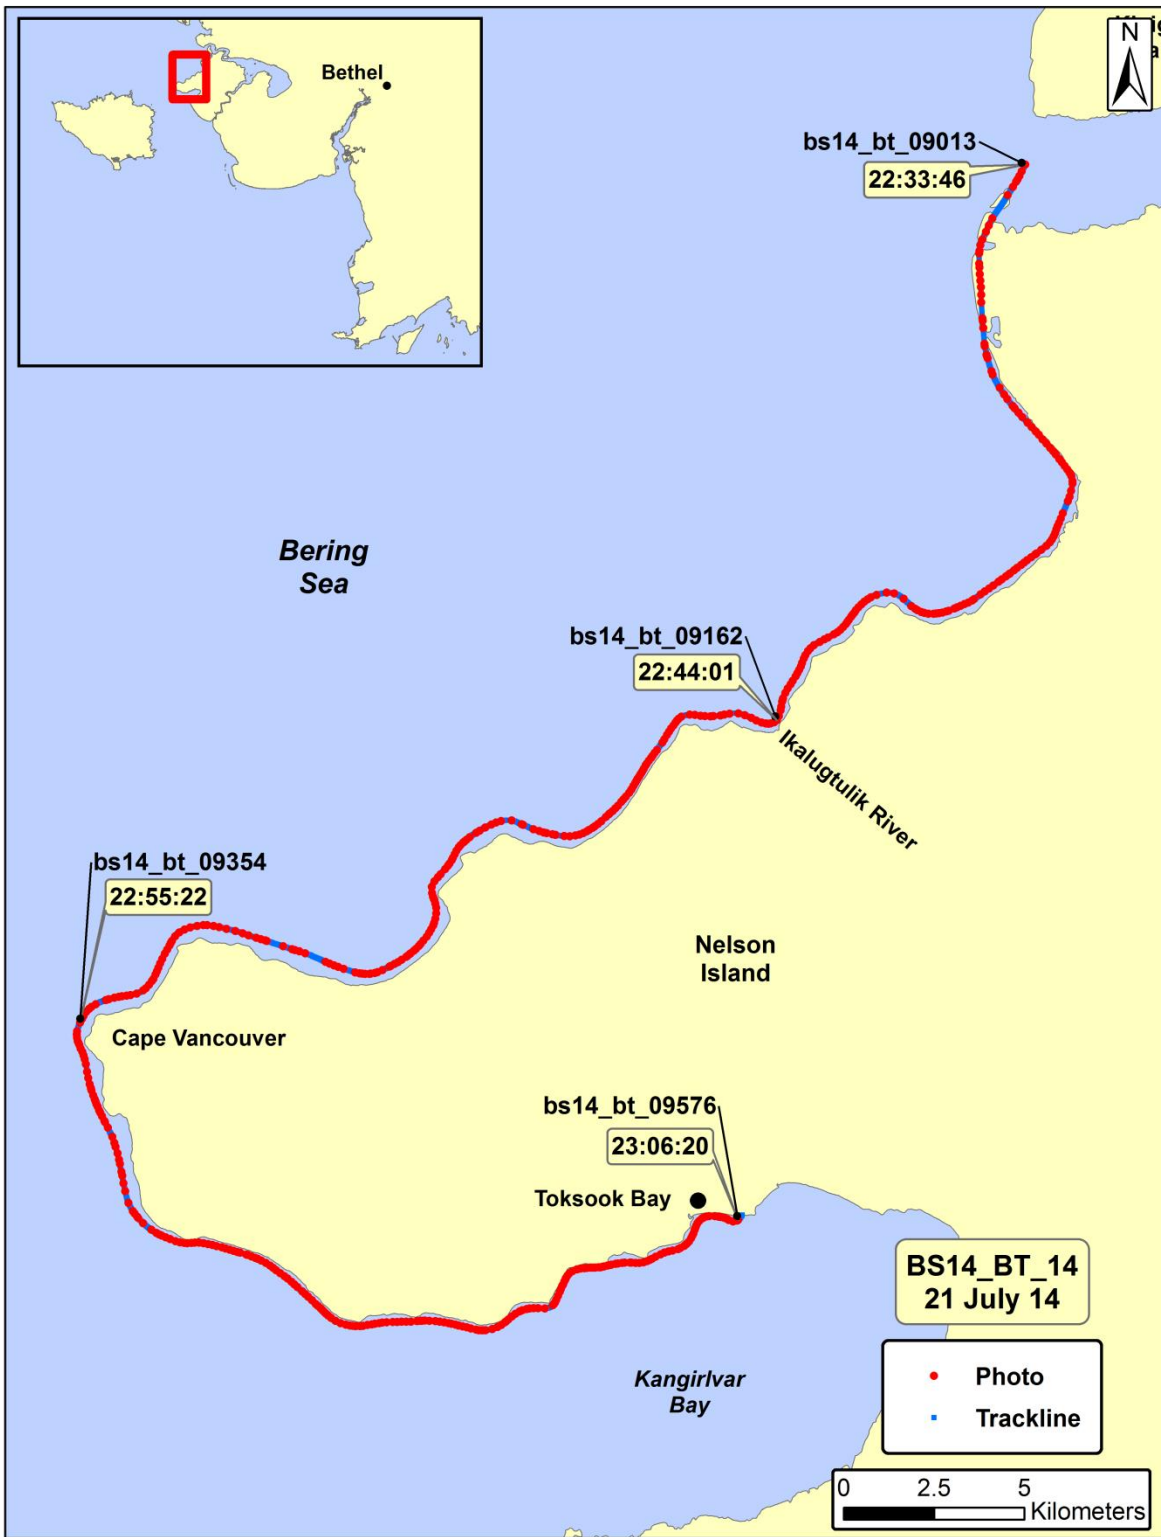 N
Bethel
bs14_bt_09013
22:33:46
Bering
Sea
bs14_bt_09162
22:44:01
Ikalugtulik River
bs14_bt_09354
22:55:22
Nelson
Island
Cape Vancouver
bs14_bt_09576
23:06:20
Toksook Bay
BS14_BT_14
21 July 14
Kangirlvar
Bay
Photo
Trackline
0 2.5 5
Kilometers